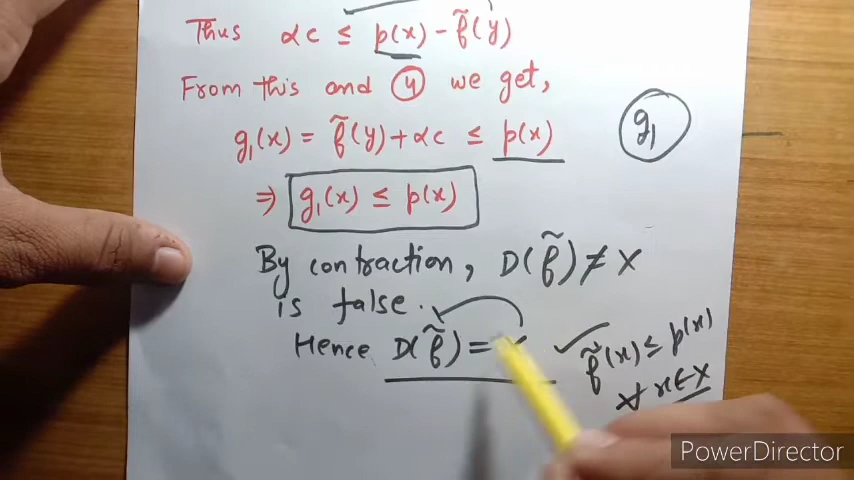 Thus αc ≤ p(x) - f̃(y)
From this and ④ we get,
g₁(x) = f̃(y) + αc ≤ p(x)
g₁
⇒ g₁(x) ≤ p(x)
By contraction, D(f̃) ≠ X
is false.
Hence D(f̃) =
f̃(x) ≤ p(x)
∀ x ∈ X
PowerDirector